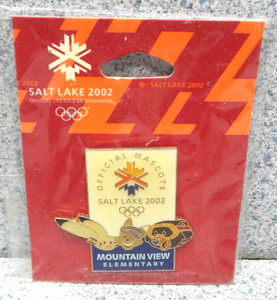 SALT LAKE 2002
OFFICIAL LICENSED MERCHANDISE
SALT LAKE 2002
OFFICIAL MASCOTS
SALT LAKE 2002
MOUNTAIN VIEW
ELEMENTARY